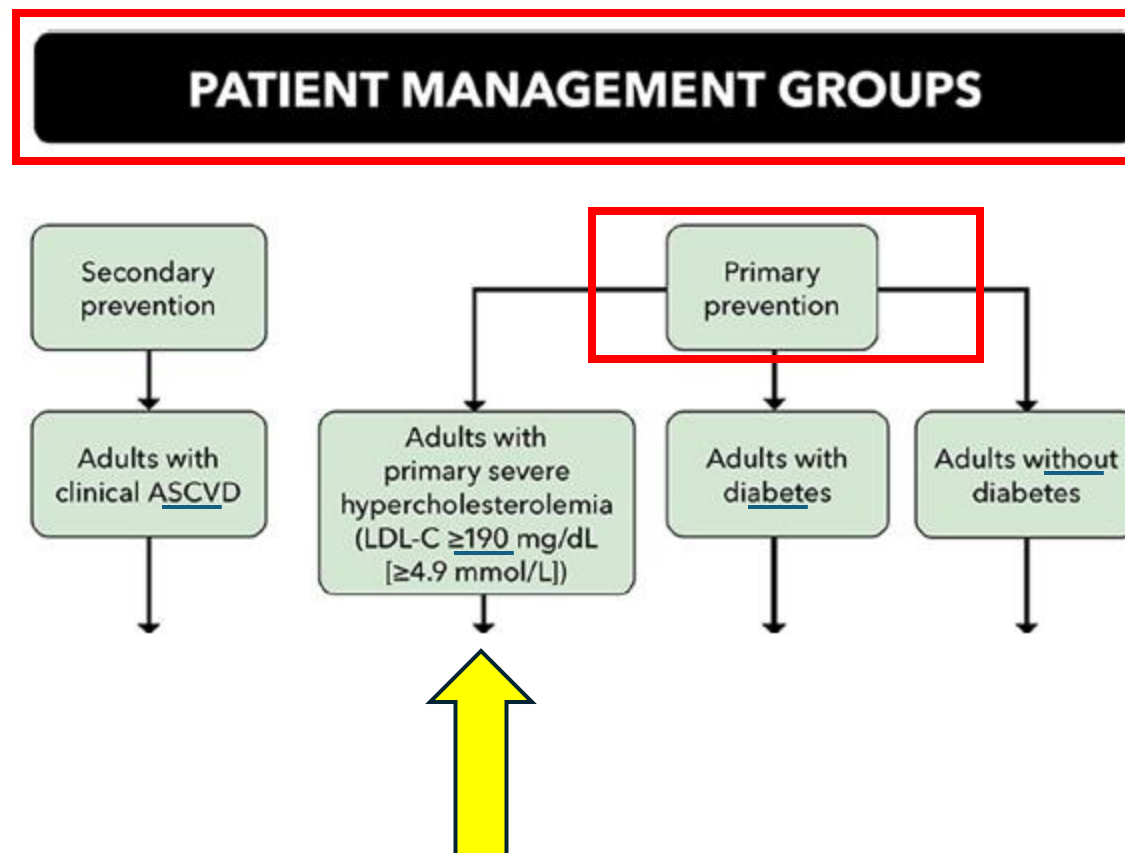 PATIENT MANAGEMENT GROUPS
Secondary
prevention
Primary
prevention
Adults with
clinical ASCVD
Adults with
primary severe
hypercholesterolemia
(LDL-C ≥190 mg/dL
[≥4.9 mmol/L])
Adults with
diabetes
Adults without
diabetes